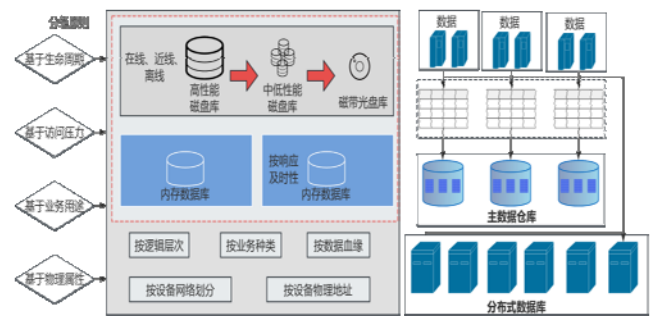 分级原则
基于生命周期
基于访问压力
基于业务用途
基于物理属性
在线、近线、
离线
高性能
磁盘库
中低性能
磁盘库
磁带光盘库
内存数据库
按响应
及时性
内存数据库
按逻辑层次
按业务种类
按数据血缘
按设备网络划分
按设备物理地址
数据
数据
数据
主数据仓库
分布式数据库